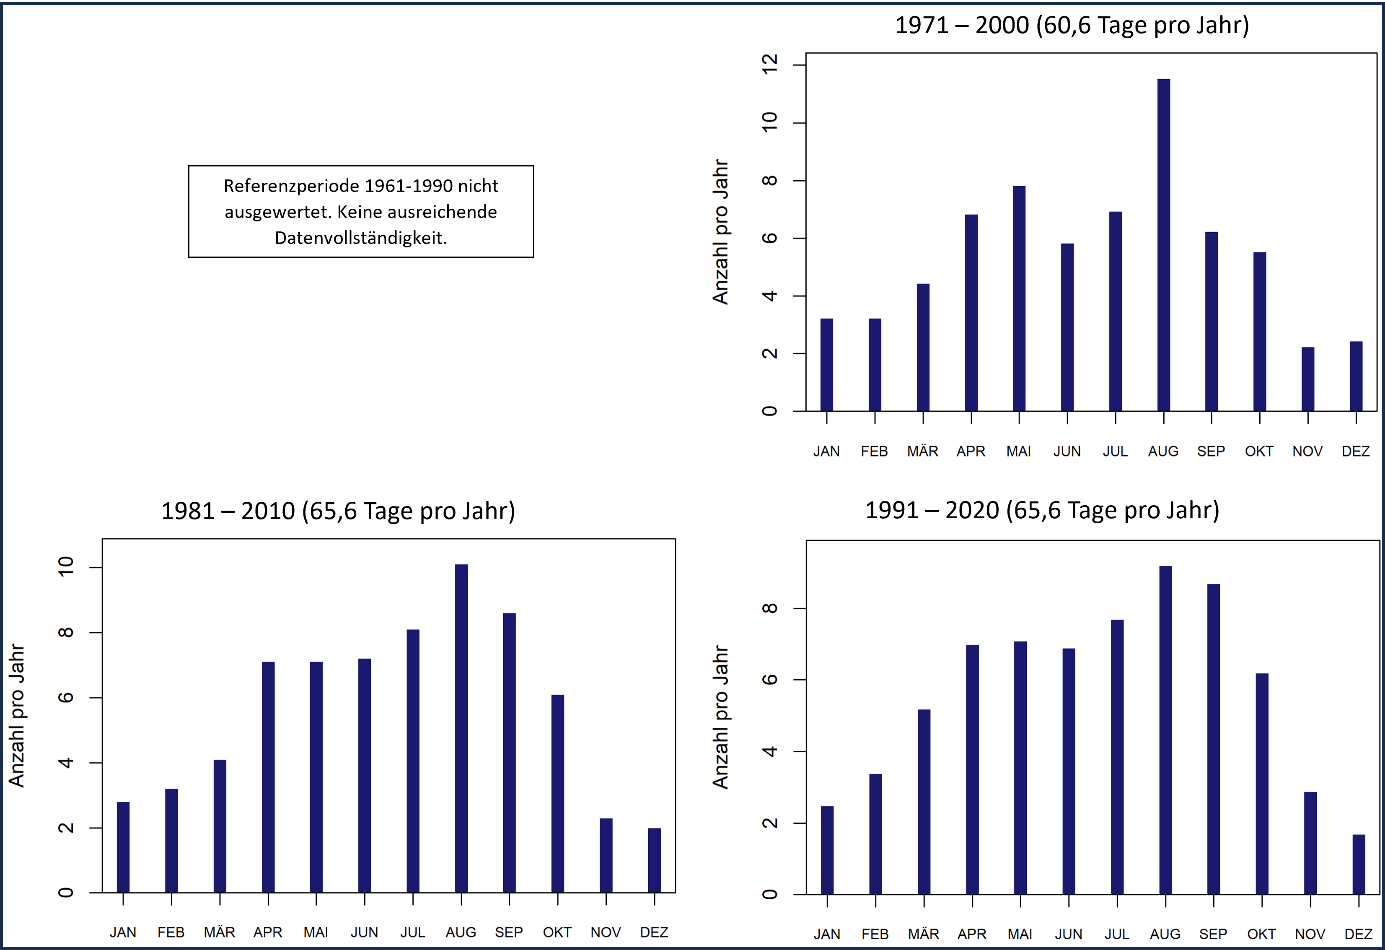 1971 – 2000 (60,6 Tage pro Jahr)
Referenzperiode 1961-1990 nicht
ausgewertet. Keine ausreichende
Datenvollständigkeit.
Anzahl pro Jahr
12
10
8
6
4
2
0
JAN FEB MÄR APR MAI JUN JUL AUG SEP OKT NOV DEZ
1981 – 2010 (65,6 Tage pro Jahr)
Anzahl pro Jahr
10
8
6
4
2
0
JAN FEB MÄR APR MAI JUN JUL AUG SEP OKT NOV DEZ
1991 – 2020 (65,6 Tage pro Jahr)
Anzahl pro Jahr
8
6
4
2
0
JAN FEB MÄR APR MAI JUN JUL AUG SEP OKT NOV DEZ